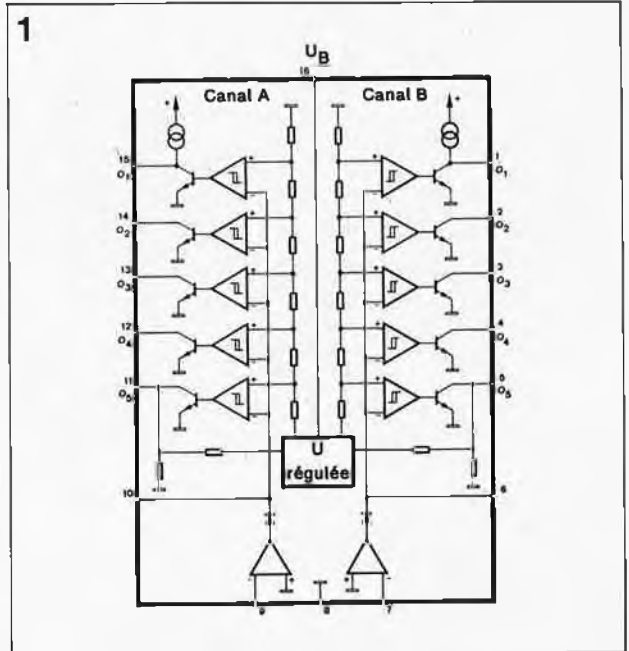 1
U_B
16
Canal A
Canal B
+
+
15
O1
1
O1
14
O2
2
O2
13
O3
3
O3
12
O4
4
O4
11
O5
5
O5
+
-
+
-
+
-
+
-
+
-
+
-
+
-
+
-
+
-
+
-
U
régulée
10
6
-
+
+
-
9
8
7